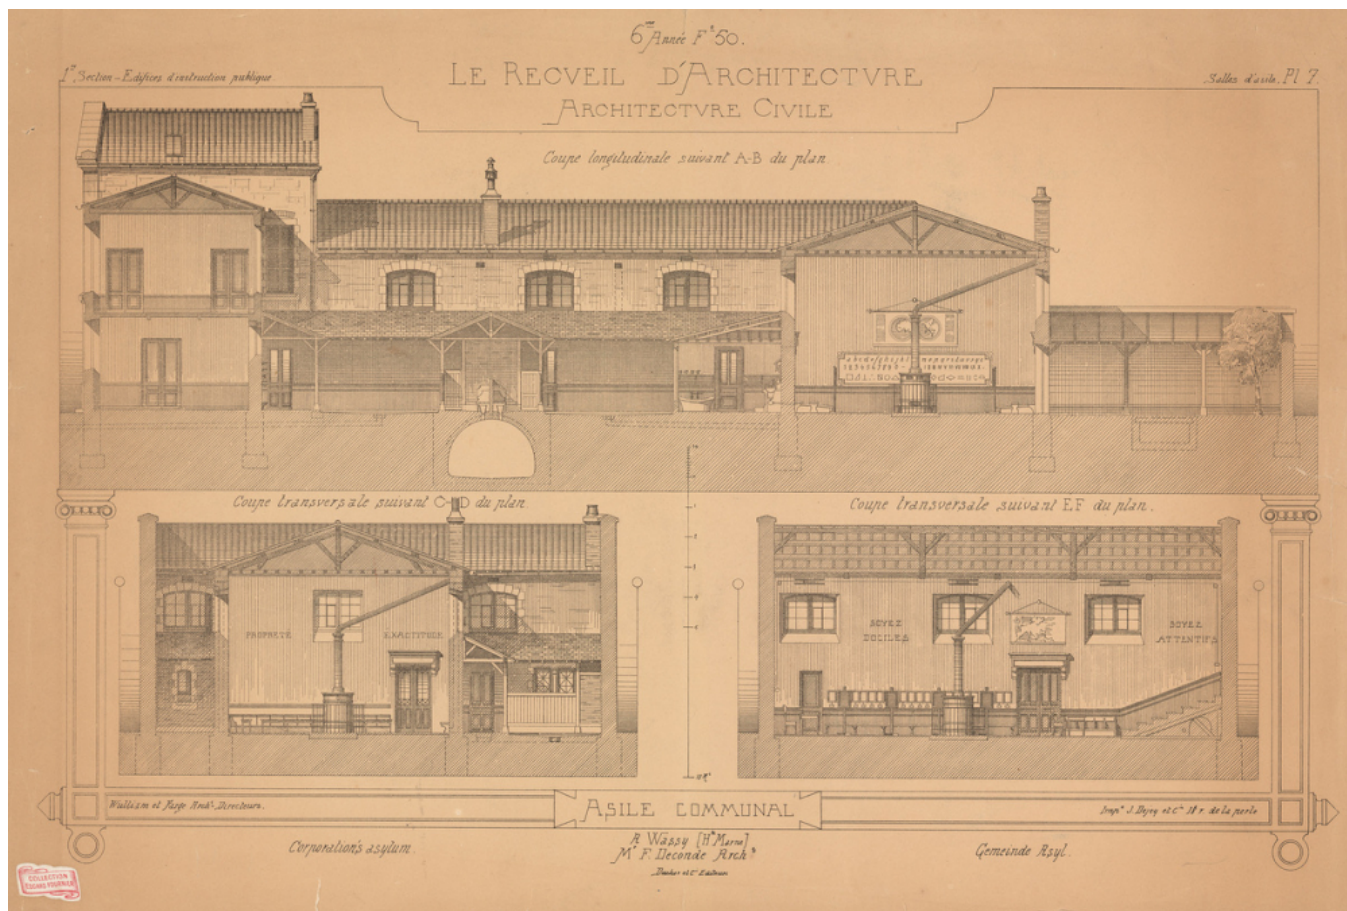 6me Année Fle 50.
1re Section - Edifices d'instruction publique.
LE RECVEIL D'ARCHITECTVRE
Salles d'asile. Pl 7.
ARCHITECTVRE CIVILE
Coupe longitudinale suivant A-B du plan.
Coupe transversale suivant C-D du plan.
Coupe transversale suivant E.F du plan.
PROPRETÉ
EXACTITUDE
SOYEZ DOCILES
SOYEZ ATTENTIFS
Wulliam et Farge Archts. Directeurs.
ASILE COMMUNAL
Corporation's asylum.
A Wassy (Hte Marne)
Mr F. Deconde Archte
Gemeinde Asyl.
COLLECTION